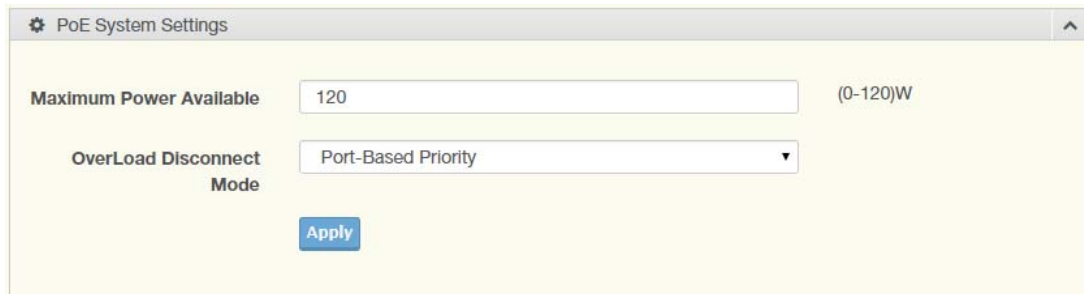 PoE System Settings
Maximum Power Available
120
(0-120)W
OverLoad Disconnect
Mode
Port-Based Priority
Apply